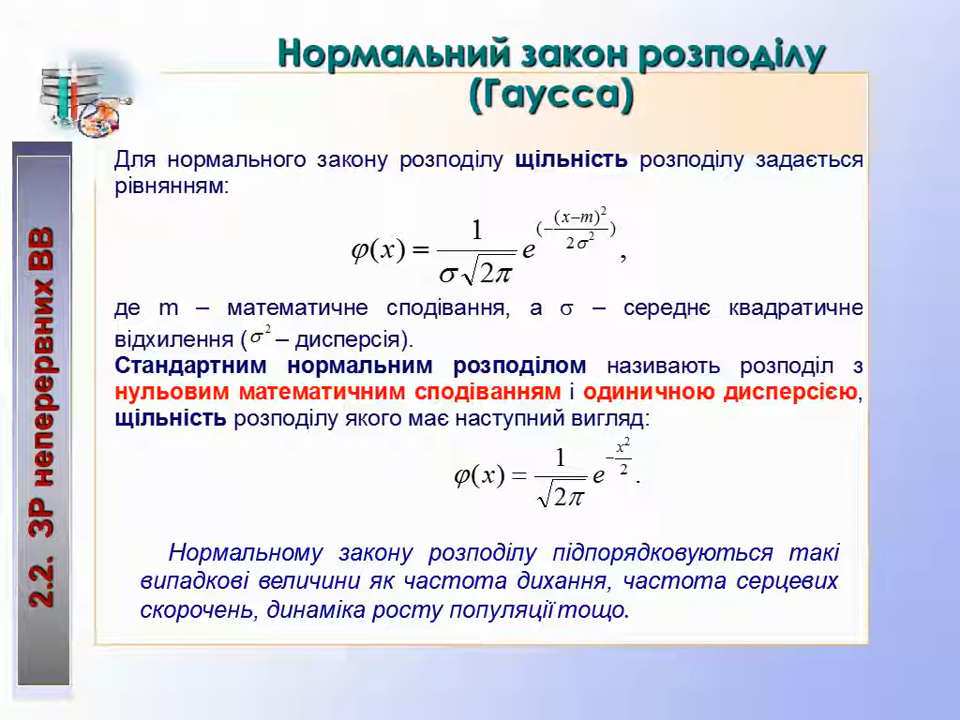 Нормальний закон розподілу
(Гаусса)
Для нормального закону розподілу щільність розподілу задається
рівнянням:
φ(x) = 1/(σ√2π) e^(−(x−m)²/2σ²),
де m – математичне сподівання, а σ – середнє квадратичне
відхилення (σ² – дисперсія).
Стандартним нормальним розподілом називають розподіл з
нульовим математичним сподіванням і одиничною дисперсією,
щільність розподілу якого має наступний вигляд:
φ(x) = 1/√2π e^−x²/2.
Нормальному закону розподілу підпорядковуються такі
випадкові величини як частота дихання, частота серцевих
скорочень, динаміка росту популяції тощо.
2.2. ЗР неперервних ВВ